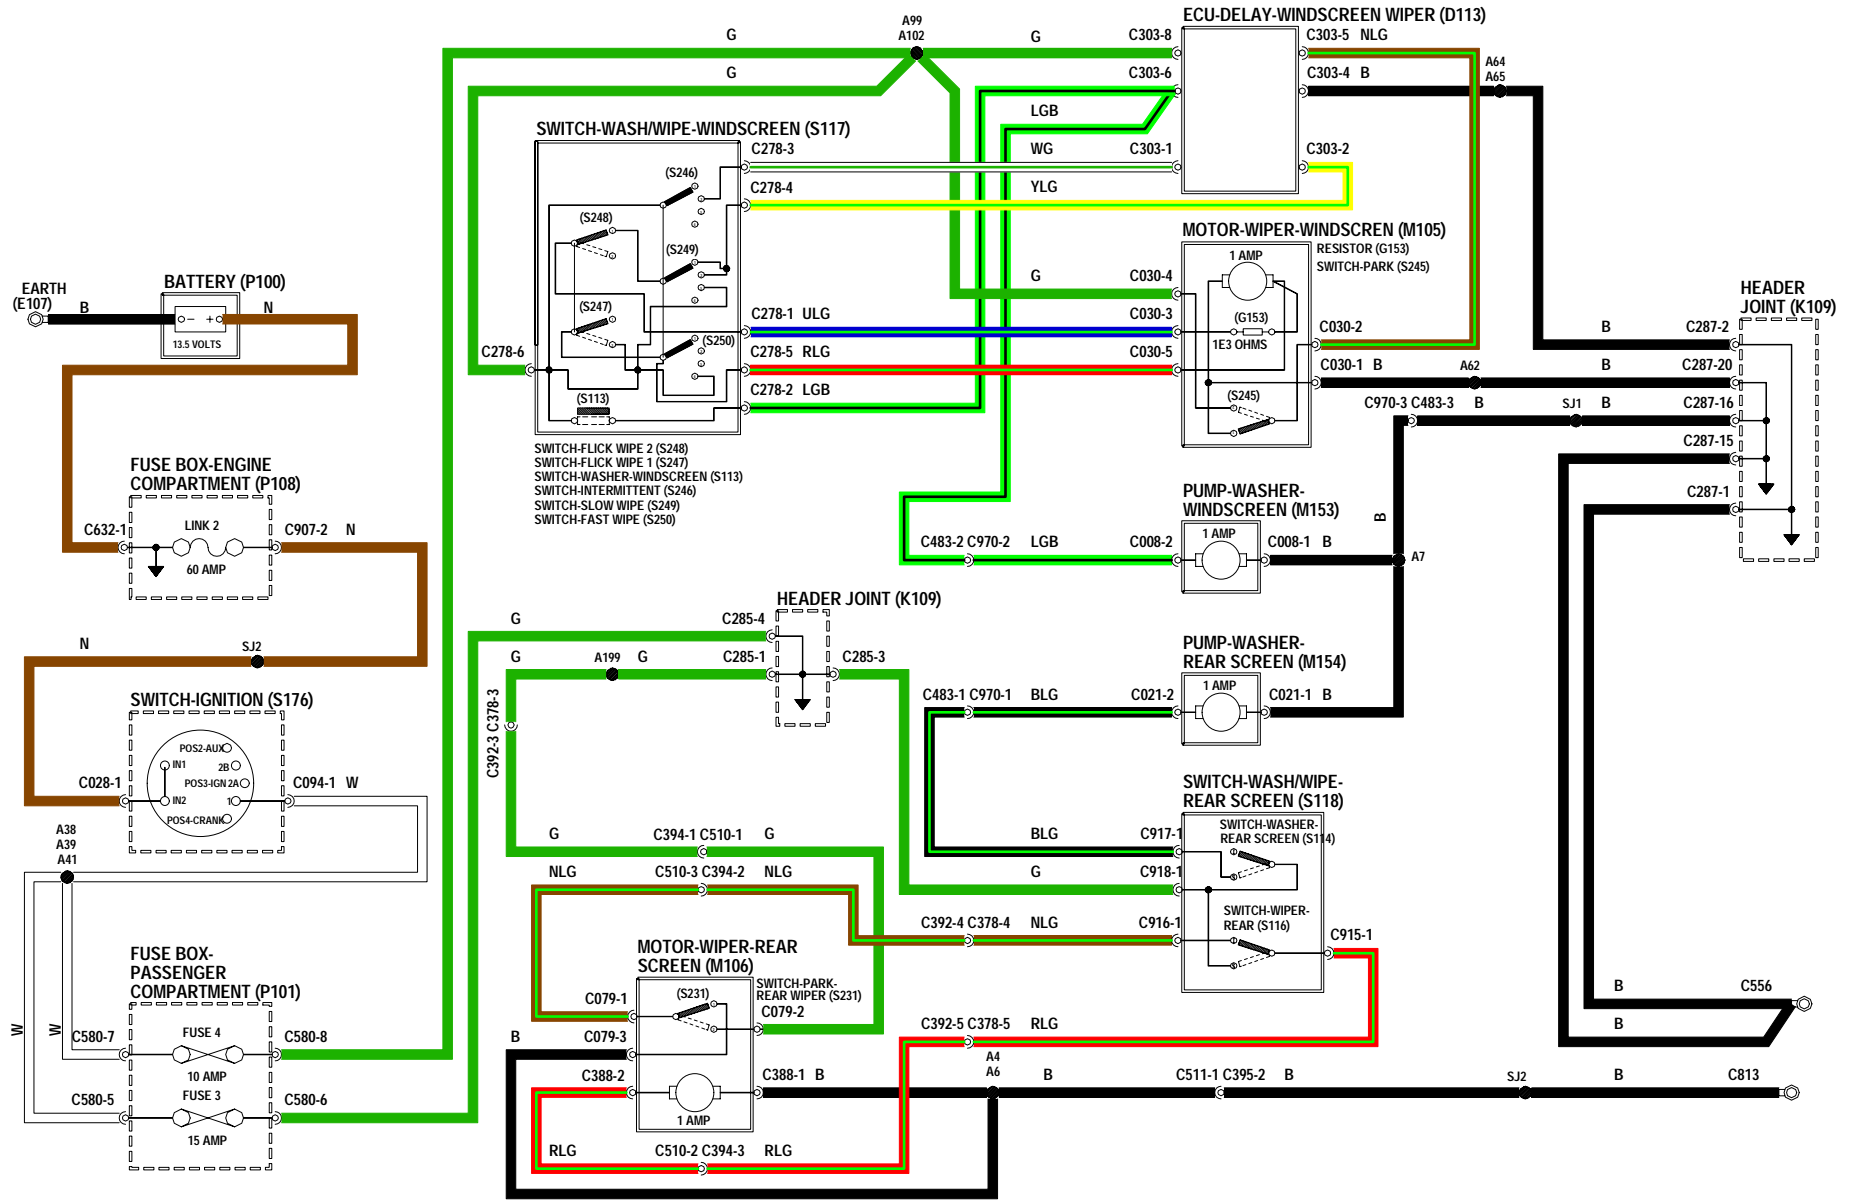 A99
A102
G
G
G
ECU-DELAY-WINDSCREEN WIPER (D113)
C303-8
C303-5 NLG
C303-6
C303-4 B
A64
A65
LGB
SWITCH-WASH/WIPE-WINDSCREEN (S117)
C278-3
WG
C303-1
C303-2
C278-4
YLG
(S246)
(S248)
(S249)
(S247)
(S250)
(S113)
C278-6
C278-1 ULG
C278-5 RLG
C278-2 LGB
SWITCH-FLICK WIPE 2 (S248)
SWITCH-FLICK WIPE 1 (S247)
SWITCH-WASHER-WINDSCREEN (S113)
SWITCH-INTERMITTENT (S246)
SWITCH-SLOW WIPE (S249)
SWITCH-FAST WIPE (S250)
MOTOR-WIPER-WINDSCREN (M105)
RESISTOR (G153)
SWITCH-PARK (S245)
1 AMP
G
C030-4
C030-3
C030-5
(G153)
1E3 OHMS
(S245)
C030-2
C030-1 B
A62
B
B
HEADER
JOINT (K109)
C287-2
C287-20
C287-16
C287-15
C287-1
C970-3 C483-3 B
SJ1
B
EARTH
(E107)
B
BATTERY (P100)
N
− +
13.5 VOLTS
FUSE BOX-ENGINE
COMPARTMENT (P108)
C632-1
LINK 2
60 AMP
C907-2 N
N
SJ2
SWITCH-IGNITION (S176)
POS2-AUX
IN1
2B
POS3-IGN 2A
IN2
1
POS4-CRANK
C028-1
C094-1 W
A38
A39
A41
W
W
FUSE BOX-
PASSENGER
COMPARTMENT (P101)
C580-7
FUSE 4
10 AMP
C580-8
C580-5
FUSE 3
15 AMP
C580-6
PUMP-WASHER-
WINDSCREEN (M153)
1 AMP
C483-2 C970-2 LGB
C008-2
C008-1 B
B
A7
HEADER JOINT (K109)
G
C285-4
G
A199
G
C285-1
C285-3
C392-3 C378-3
PUMP-WASHER-
REAR SCREEN (M154)
1 AMP
C483-1 C970-1 BLG
C021-2
C021-1 B
SWITCH-WASH/WIPE-
REAR SCREEN (S118)
SWITCH-WASHER-
REAR SCREEN (S114)
SWITCH-WIPER-
REAR (S116)
BLG
C917-1
G
C918-1
C392-4 C378-4 NLG
C916-1
C915-1
G
C394-1 C510-1 G
NLG
C510-3 C394-2 NLG
MOTOR-WIPER-REAR
SCREEN (M106)
SWITCH-PARK-
REAR WIPER (S231)
(S231)
C079-1
C079-2
B
C079-3
C388-2
1 AMP
C388-1 B
RLG
C510-2 C394-3 RLG
C392-5 C378-5 RLG
A4
A6
B
C511-1 C395-2 B
SJ2
B
C813
B
C556
B